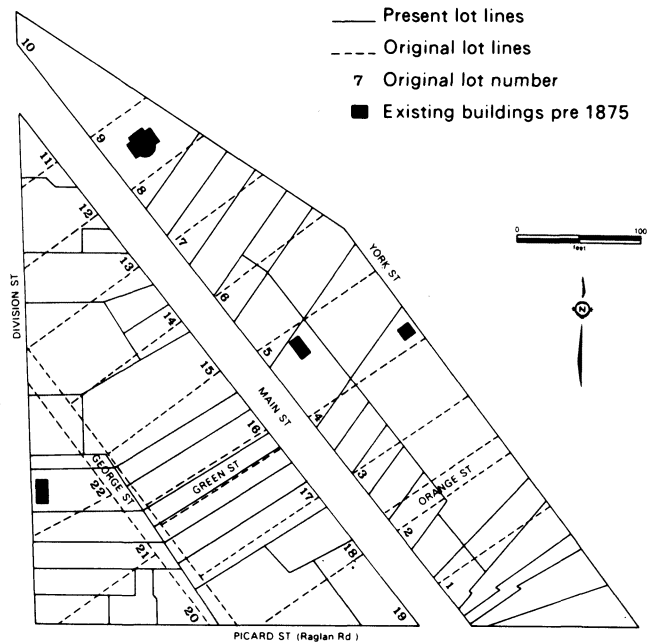 Present lot lines
Original lot lines
7 Original lot number
Existing buildings pre 1875
10
9
8
11
7
12
0 100
feet
YORK ST
13
6
N
DIVISION ST
14
5
15
MAIN ST
4
16
GREEN ST
3
GEORGE ST
ORANGE ST
22
17
2
21
18
1
20
19
PICARD ST (Raglan Rd)